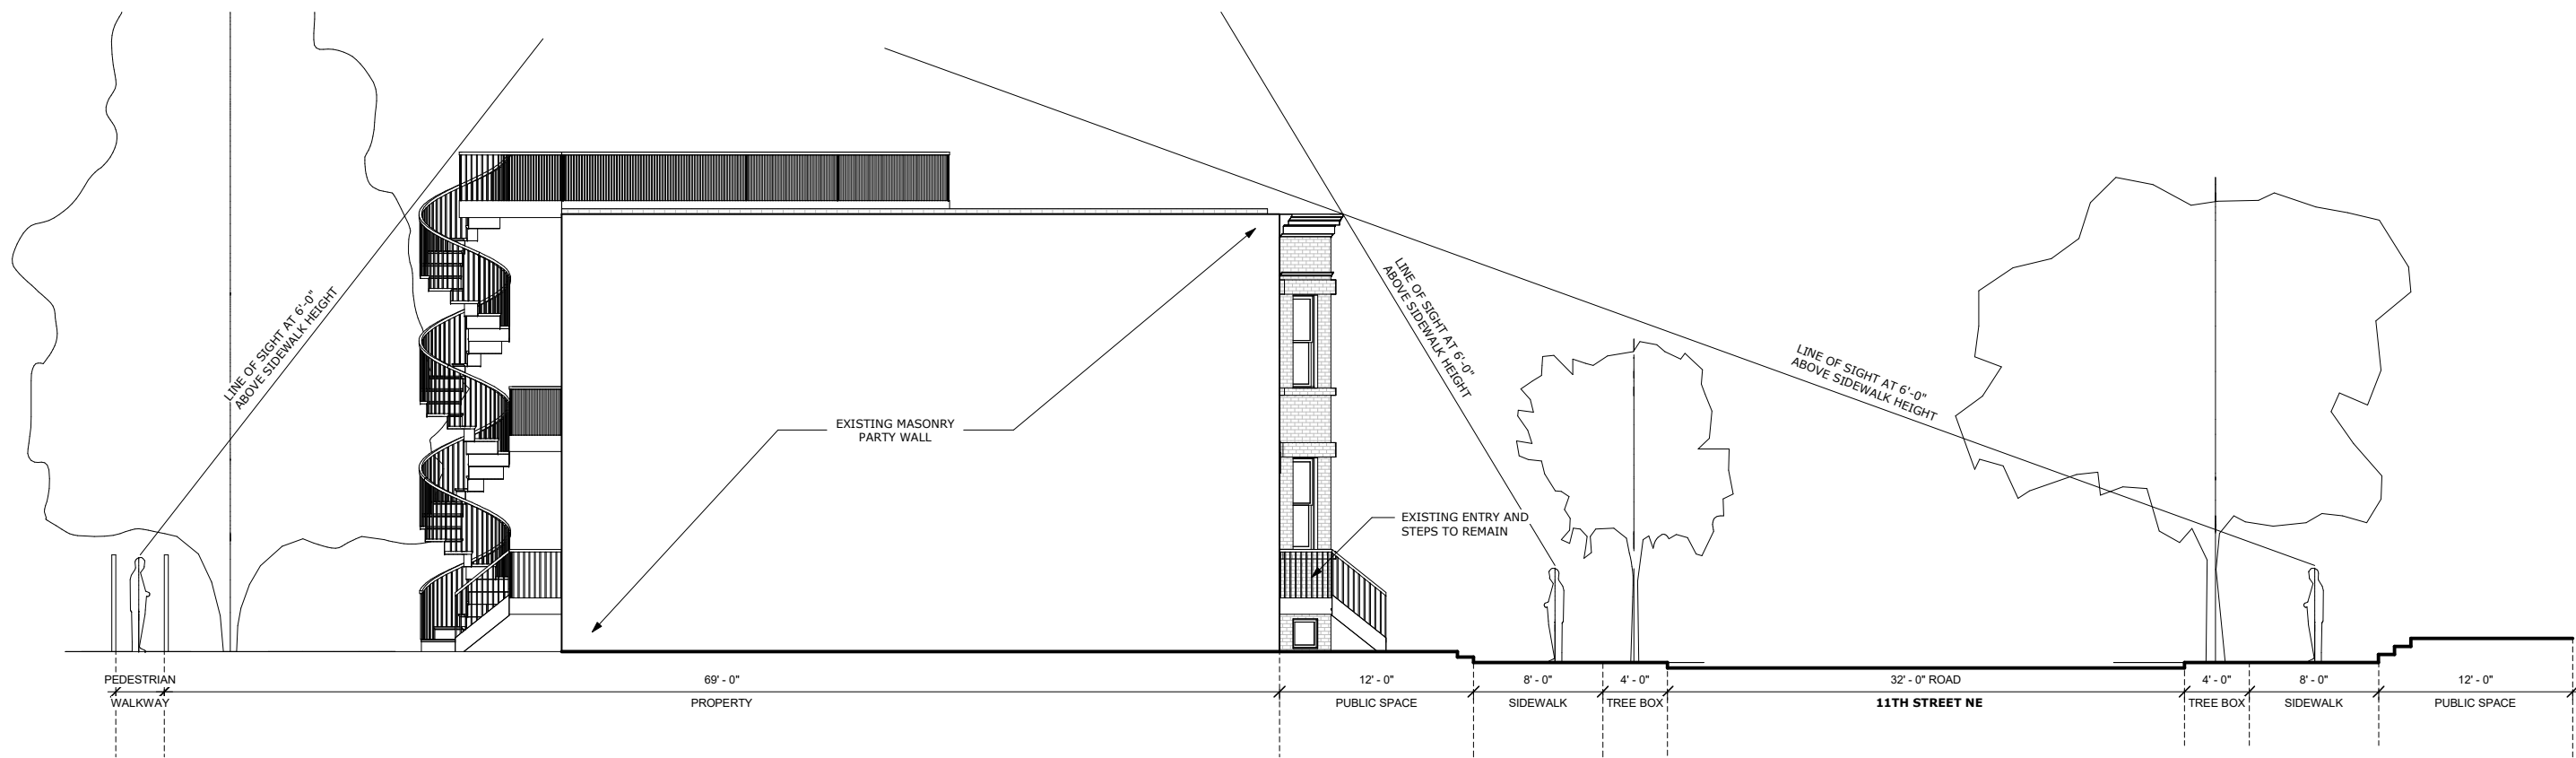 LINE OF SIGHT AT 6'-0"
ABOVE SIDEWALK HEIGHT
EXISTING MASONRY
PARTY WALL
LINE OF SIGHT AT 6'-0"
ABOVE SIDEWALK HEIGHT
EXISTING ENTRY AND
STEPS TO REMAIN
LINE OF SIGHT AT 6'-0"
ABOVE SIDEWALK HEIGHT
PEDESTRIAN
WALKWAY
69' - 0"
PROPERTY
12' - 0"
PUBLIC SPACE
8' - 0"
SIDEWALK
4' - 0"
TREE BOX
32' - 0" ROAD
11TH STREET NE
4' - 0"
TREE BOX
8' - 0"
SIDEWALK
12' - 0"
PUBLIC SPACE